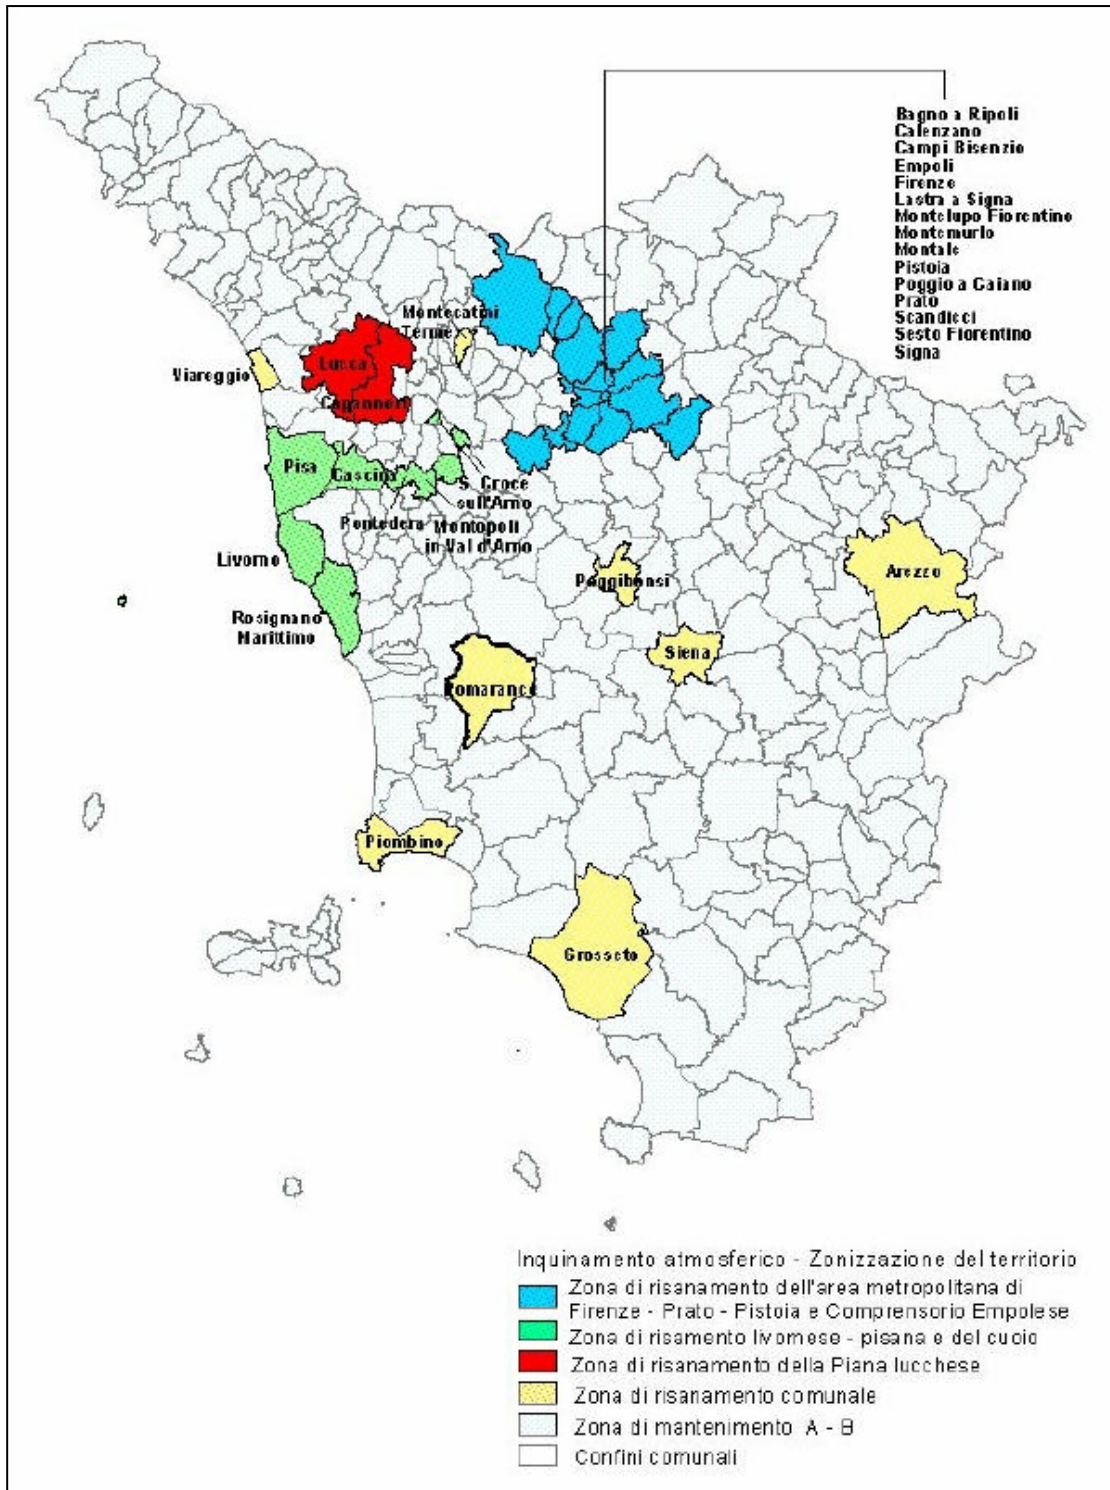 Bagno a Ripoli
Calenzano
Campi Bisenzio
Empoli
Firenze
Lastra a Signa
Montelupo Fiorentino
Montemurlo
Montale
Pistoia
Poggio a Caiano
Prato
Scandicci
Sesto Fiorentino
Signa
Montecatini
Terme
Viareggio
Lucca
Capannori
Pisa
Cascina
S. Croce
sull'Arno
Pontedera
Montopoli
in Val d'Arno
Livorno
Rosignano
Marittimo
Poggibonsi
Arezzo
Siena
Pomarance
Piombino
Grosseto
Inquinamento atmosferico - Zonizzazione del territorio
Zona di risanamento dell'area metropolitana di
Firenze - Prato - Pistoia e Comprensorio Empolese
Zona di risamento livornese - pisana e del cuoio
Zona di risanamento della Piana lucchese
Zona di risanamento comunale
Zona di mantenimento A - B
Confini comunali